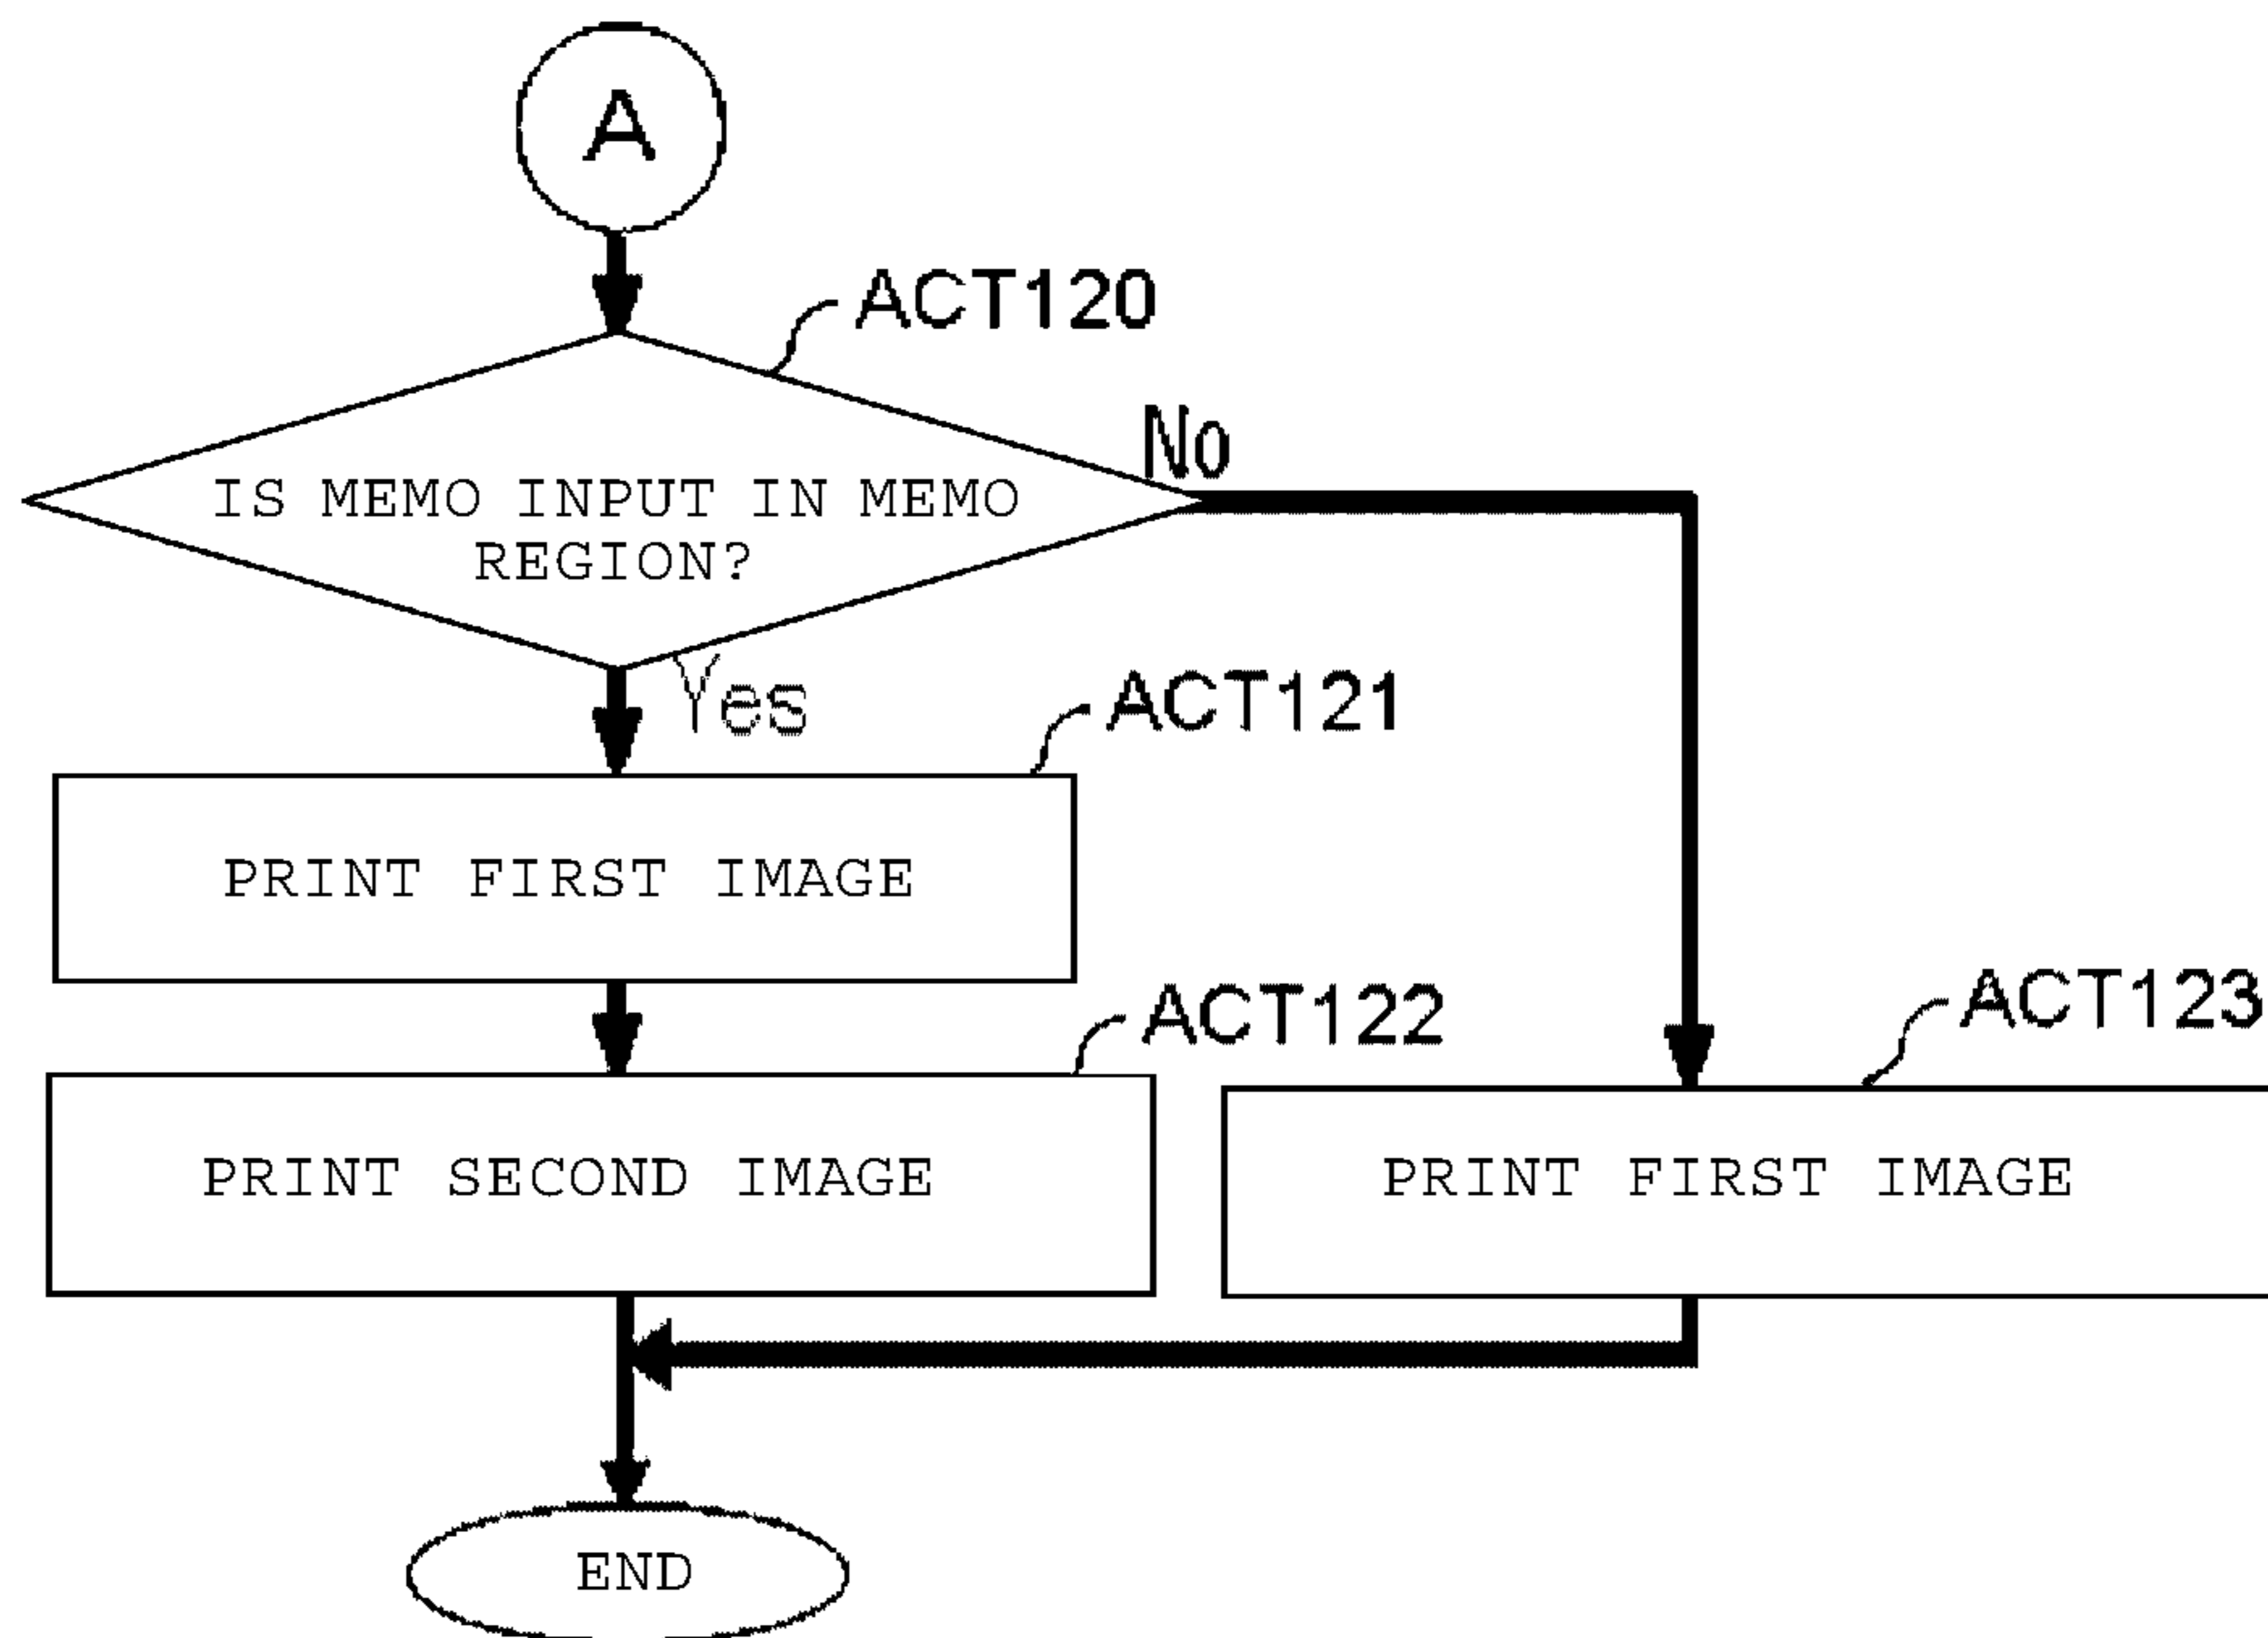 A
ACT120
No
IS MEMO INPUT IN MEMO
REGION?
Yes
ACT121
PRINT FIRST IMAGE
ACT122
ACT123
PRINT SECOND IMAGE
PRINT FIRST IMAGE
END